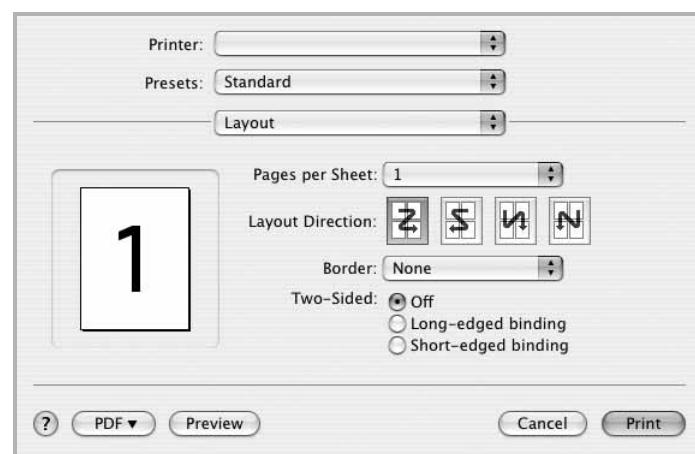 Printer:
Presets: Standard
Layout
Pages per Sheet: 1
Layout Direction:
Border: None
Two-Sided: Off
Long-edged binding
Short-edged binding
1
? PDF▼ Preview Cancel Print